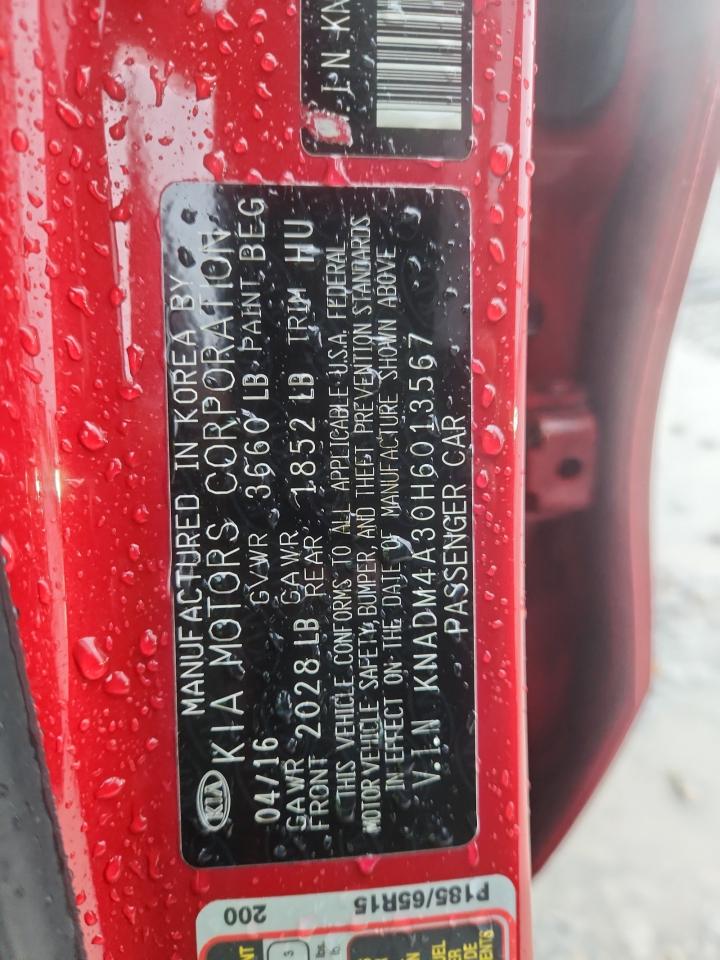 I N KNA
KIA
MANUFACTURED IN KOREA BY
KIA MOTORS CORPORATION
04/16 GVWR 3660 LB PAINT BEG
GAWR FRONT 2028 LB GAWR REAR 1852 LB TRIM HU
THIS VEHICLE CONFORMS TO ALL APPLICABLE U.S.A. FEDERAL
MOTOR VEHICLE SAFETY, BUMPER, AND THEFT PREVENTION STANDARDS
IN EFFECT ON THE DATE OF MANUFACTURE SHOWN ABOVE
V.I.N KNADM4A30H6013567
PASSENGER CAR
P185/65R15
200